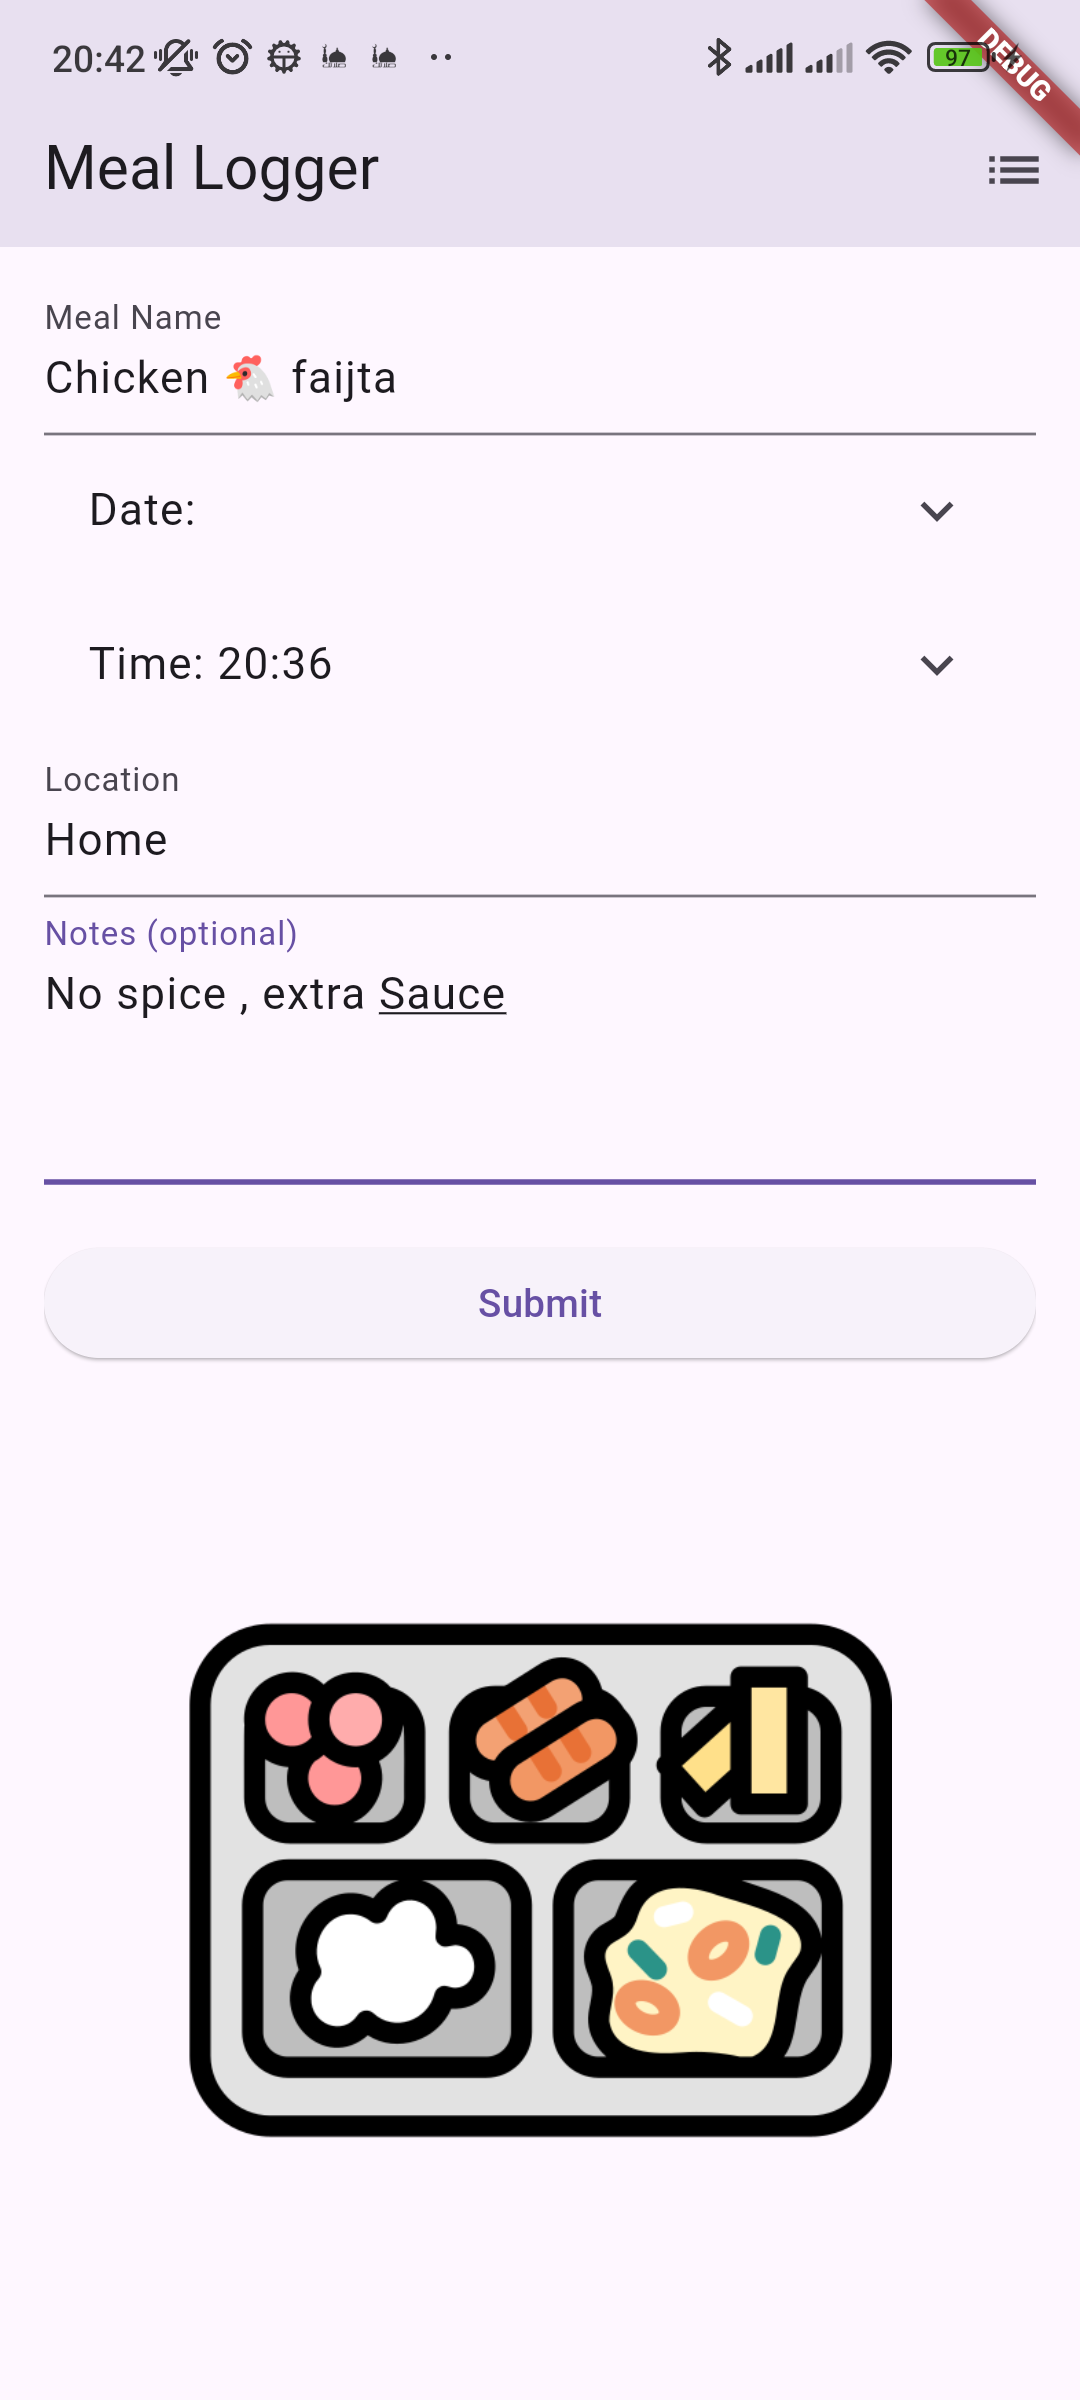 20:42
97
DEBUG
Meal Logger
Meal Name
Chicken 🐔 faijta
Date:
Time: 20:36
Location
Home
Notes (optional)
No spice , extra Sauce
Submit